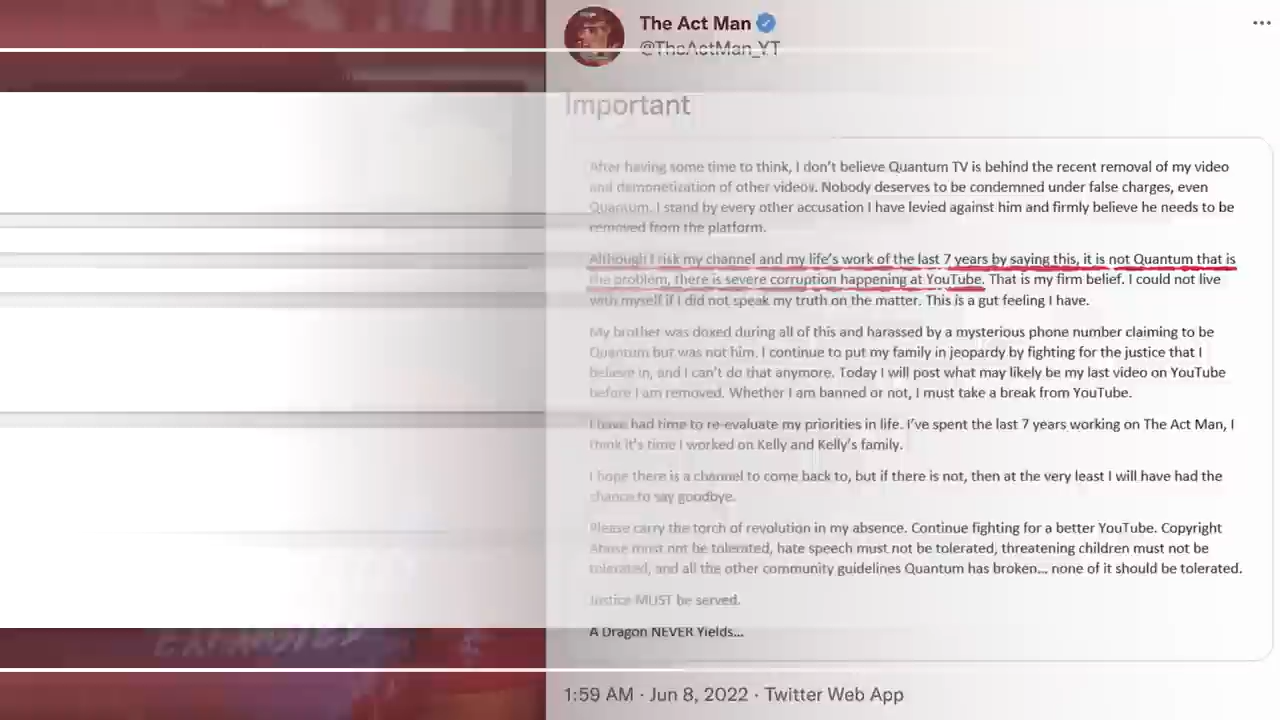 The Act Man
@TheActMan_YT
Important
After having some time to think, I don't believe Quantum TV is behind the recent removal of my video
and demonetization of other videos. Nobody deserves to be condemned under false charges, even
Quantum. I stand by every other accusation I have levied against him and firmly believe he needs to be
removed from the platform.
Although I risk my channel and my life's work of the last 7 years by saying this, it is not Quantum that is
the problem, there is severe corruption happening at YouTube. That is my firm belief. I could not live
with myself if I did not speak my truth on the matter. This is a gut feeling I have.
My brother was doxed during all of this and harassed by a mysterious phone number claiming to be
Quantum but was not him. I continue to put my family in jeopardy by fighting for the justice that I
believe in, and I can't do that anymore. Today I will post what may likely be my last video on YouTube
before I am removed. Whether I am banned or not, I must take a break from YouTube.
I have had time to re-evaluate my priorities in life. I've spent the last 7 years working on The Act Man, I
think it's time I worked on Kelly and Kelly's family.
I hope there is a channel to come back to, but if there is not, then at the very least I will have had the
chance to say goodbye.
Please carry the torch of revolution in my absence. Continue fighting for a better YouTube. Copyright
Abuse must not be tolerated, hate speech must not be tolerated, threatening children must not be
tolerated, and all the other community guidelines Quantum has broken... none of it should be tolerated.
Justice MUST be served.
A Dragon NEVER Yields...
1:59 AM · Jun 8, 2022 · Twitter Web App